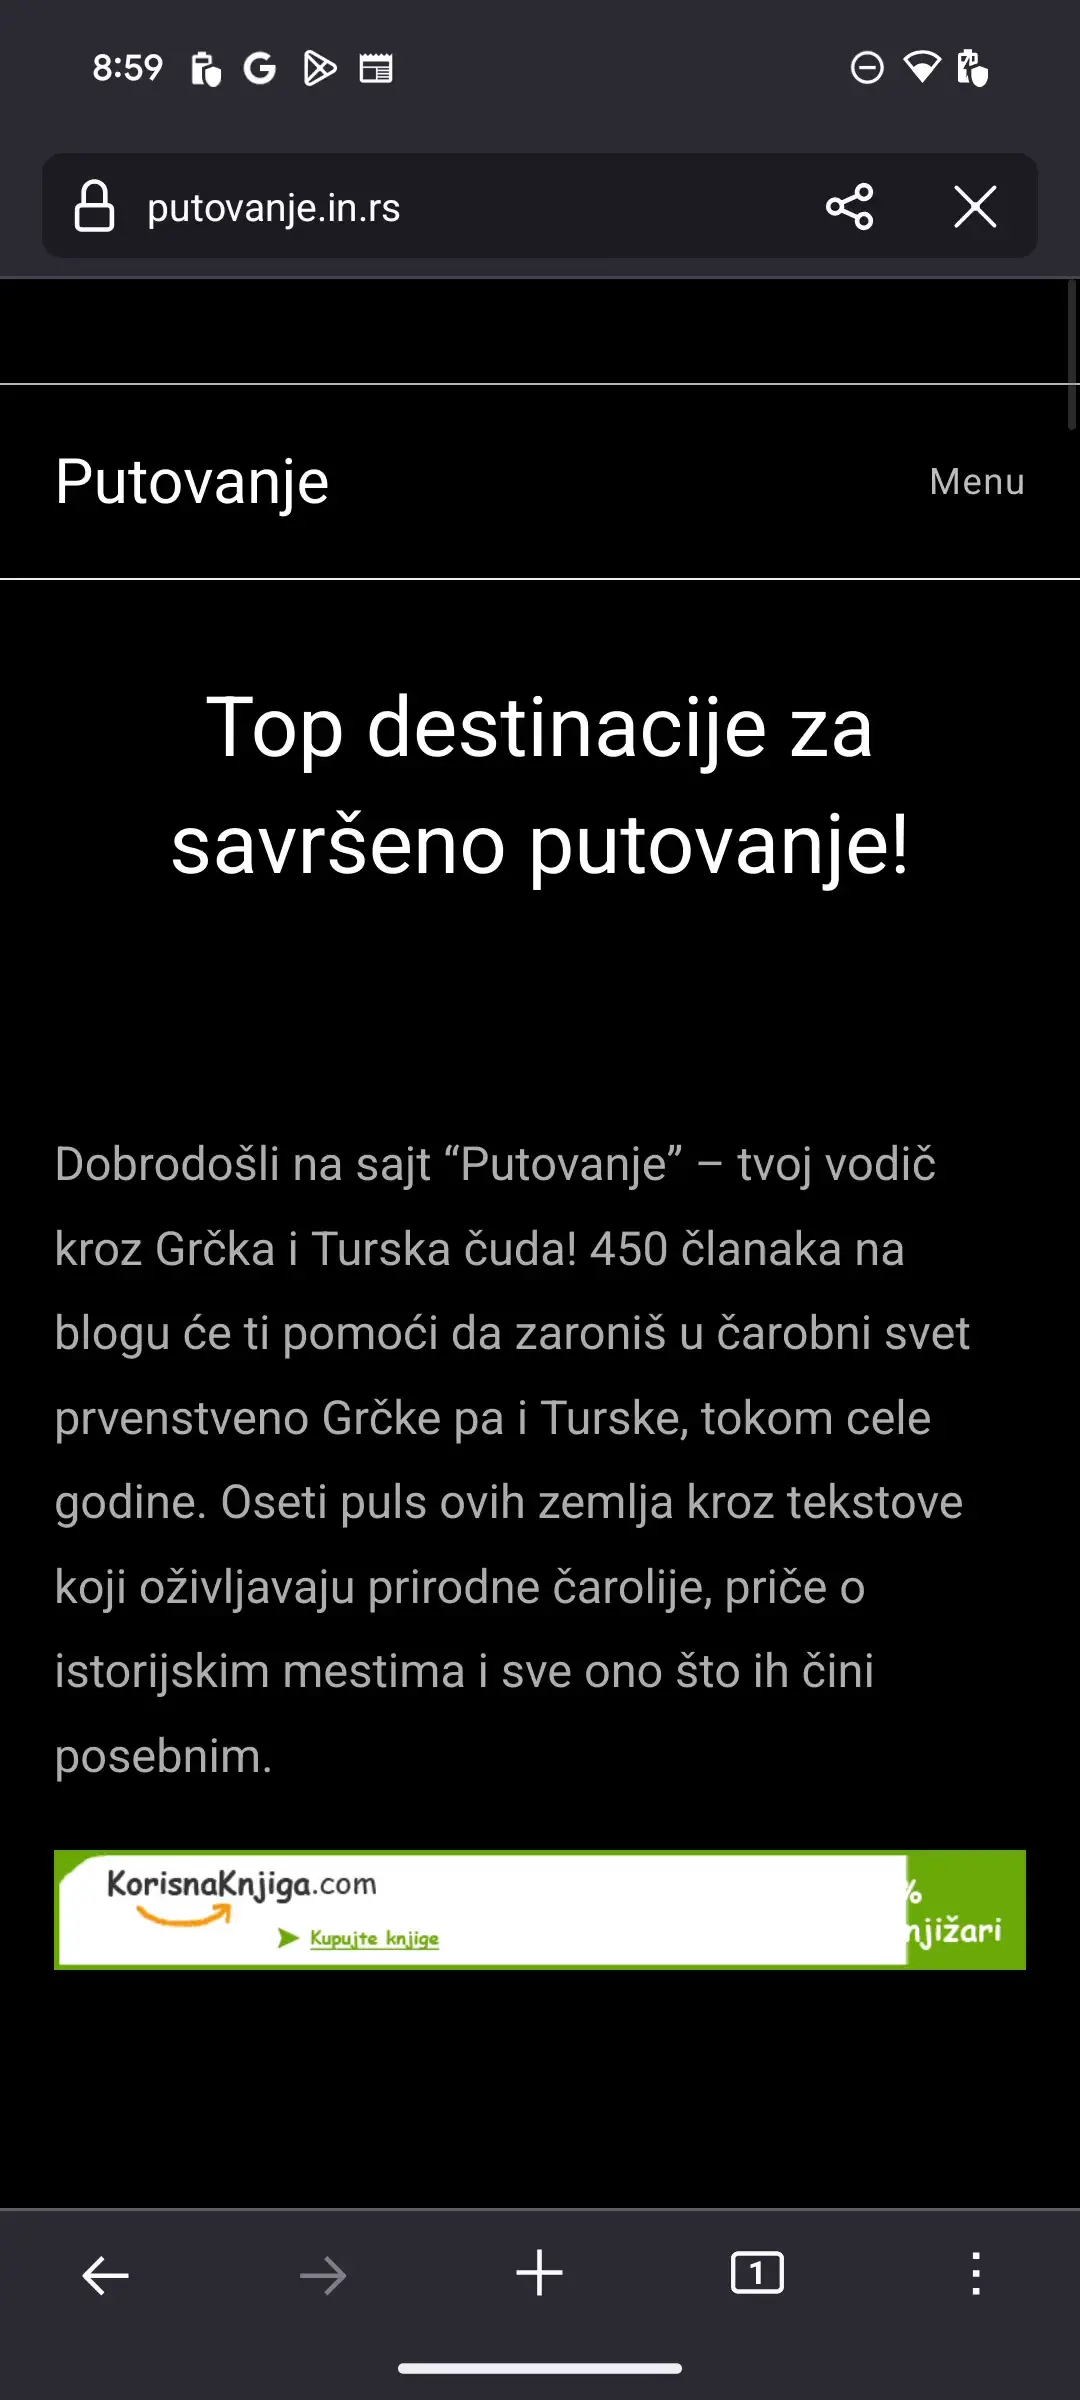 8:59
putovanje.in.rs
Putovanje
Menu
Top destinacije za
savršeno putovanje!
Dobrodošli na sajt “Putovanje” – tvoj vodič
kroz Grčka i Turska čuda! 450 članaka na
blogu će ti pomoći da zaroniš u čarobni svet
prvenstveno Grčke pa i Turske, tokom cele
godine. Oseti puls ovih zemlja kroz tekstove
koji oživljavaju prirodne čarolije, priče o
istorijskim mestima i sve ono što ih čini
posebnim.
KorisnaKnjiga.com
%
Kupujte knjige
njižari
1